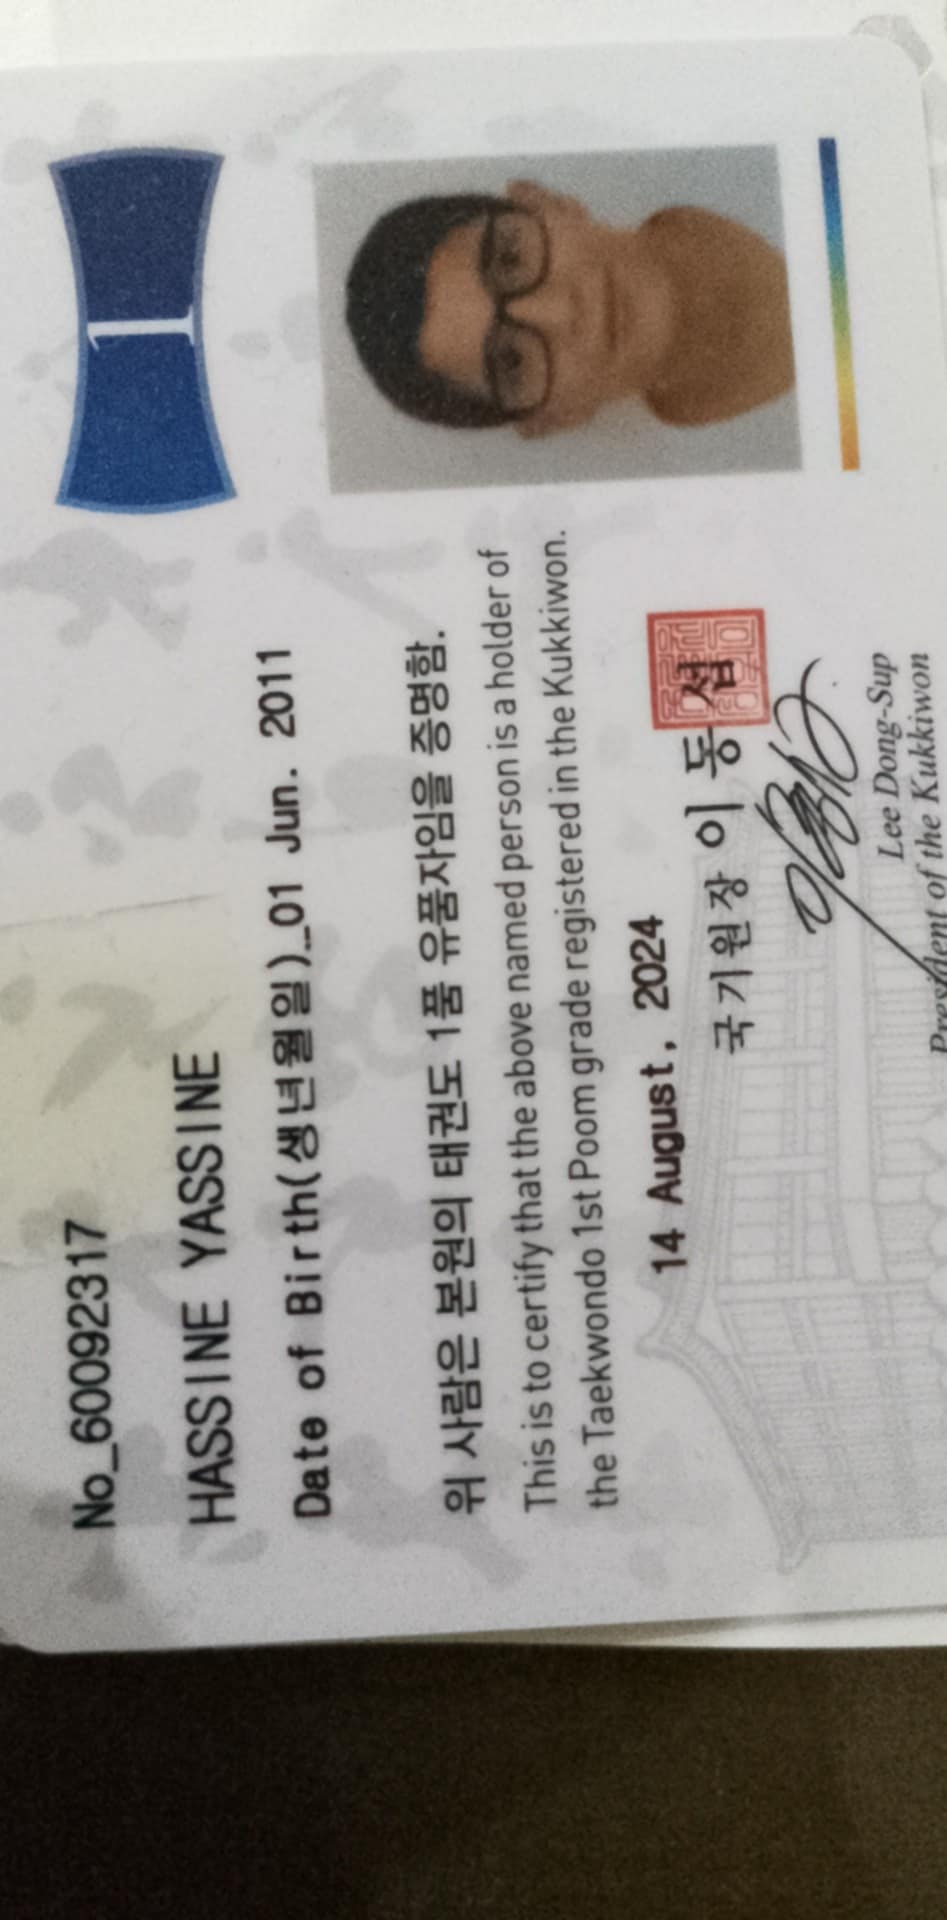 1
No_60092317
HASSINE YASSINE
Date of Birth(생년월일)_01 Jun. 2011
위 사람은 본원의 태권도 1품 유품자임을 증명함.
This is to certify that the above named person is a holder of
the Taekwondo 1st Poom grade registered in the Kukkiwon.
14 August, 2024
국기원장 이동섭
Lee Dong-Sup
President of the Kukkiwon